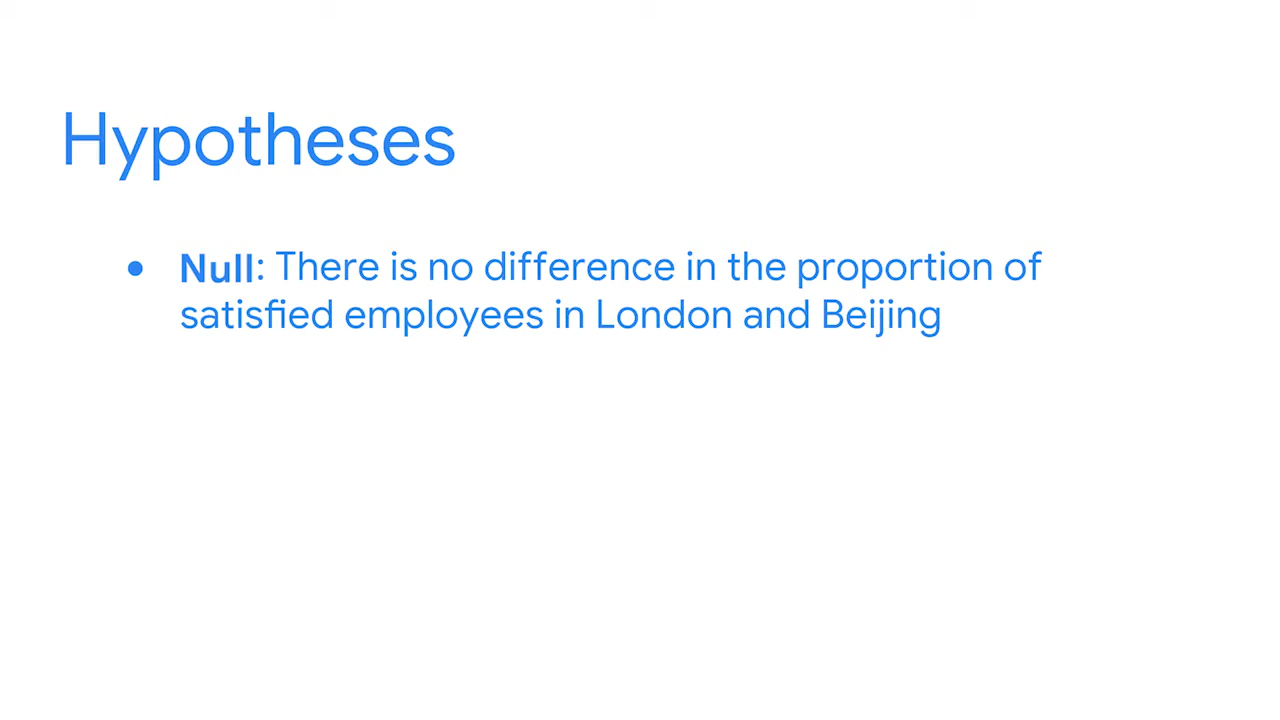 Hypotheses
• Null: There is no difference in the proportion of
satisfied employees in London and Beijing